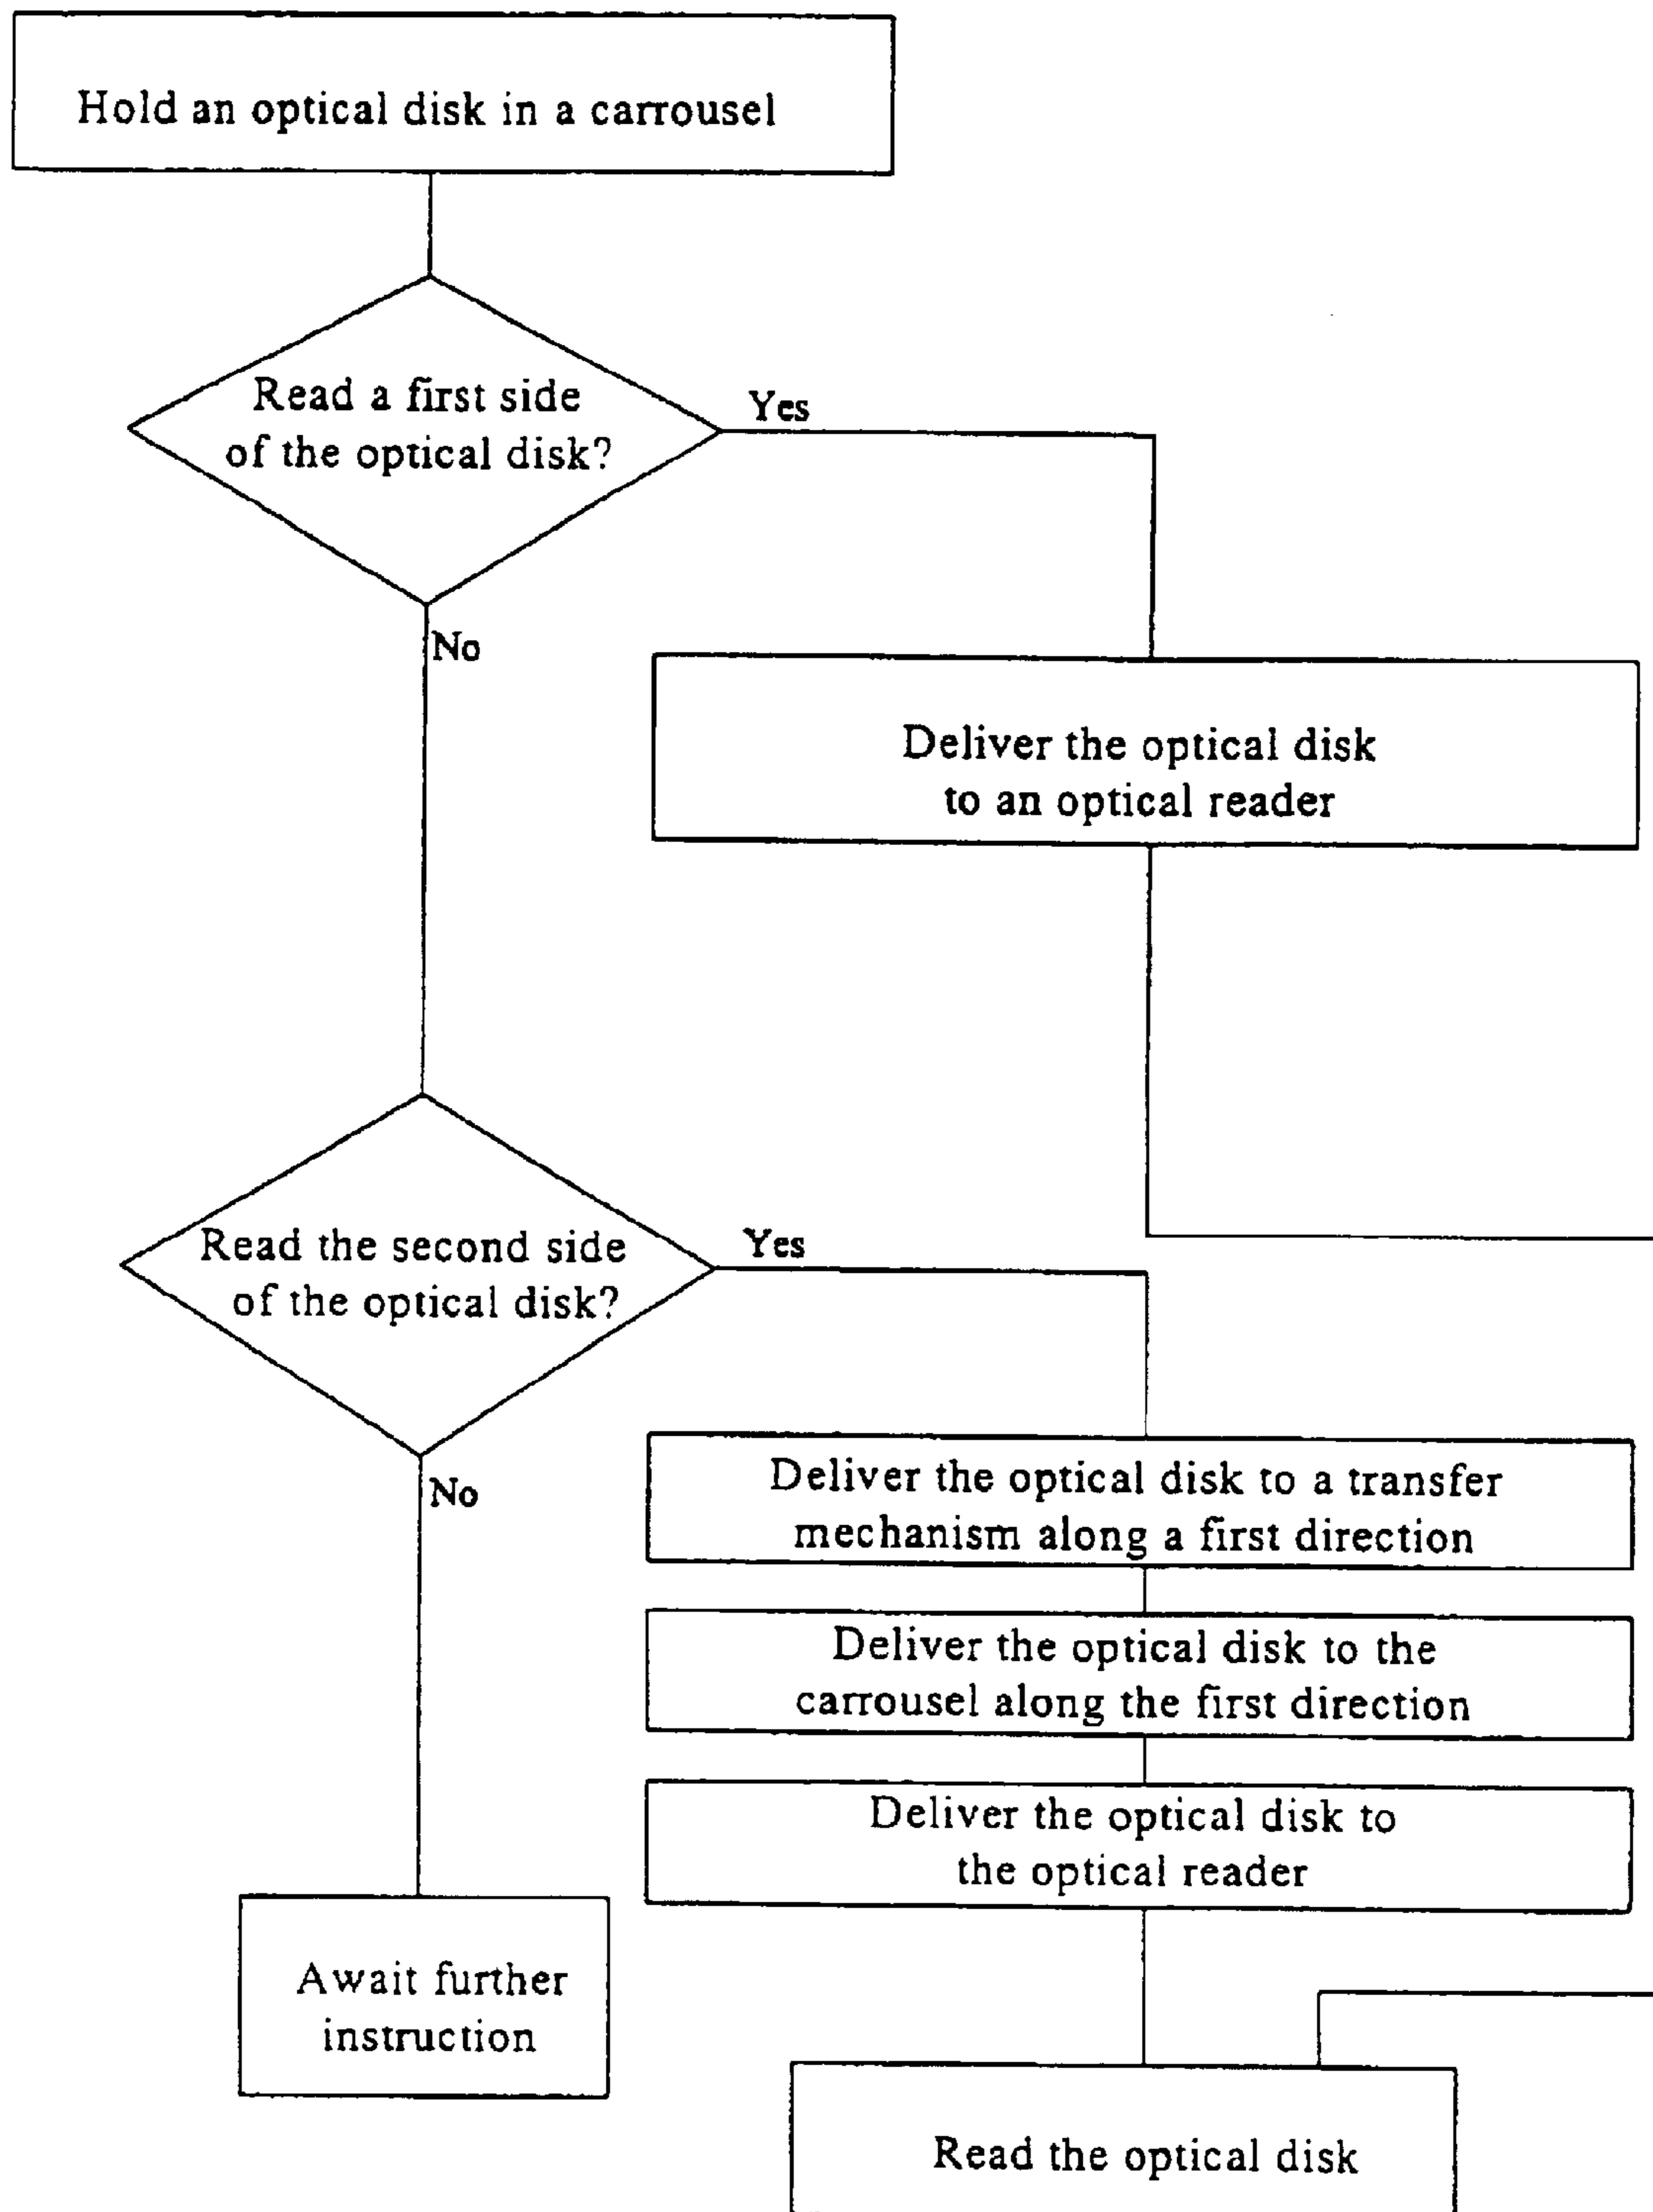 Hold an optical disk in a carrousel
Read a first side
of the optical disk?
Yes
No
Deliver the optical disk
to an optical reader
Read the second side
of the optical disk?
Yes
No
Deliver the optical disk to a transfer
mechanism along a first direction
Deliver the optical disk to the
carrousel along the first direction
Deliver the optical disk to
the optical reader
Await further
instruction
Read the optical disk